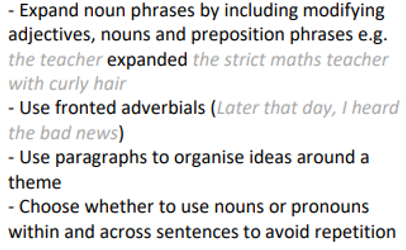 - Expand noun phrases by including modifying
adjectives, nouns and preposition phrases e.g.
the teacher expanded the strict maths teacher
with curly hair
- Use fronted adverbials (Later that day, I heard
the bad news)
- Use paragraphs to organise ideas around a
theme
- Choose whether to use nouns or pronouns
within and across sentences to avoid repetition